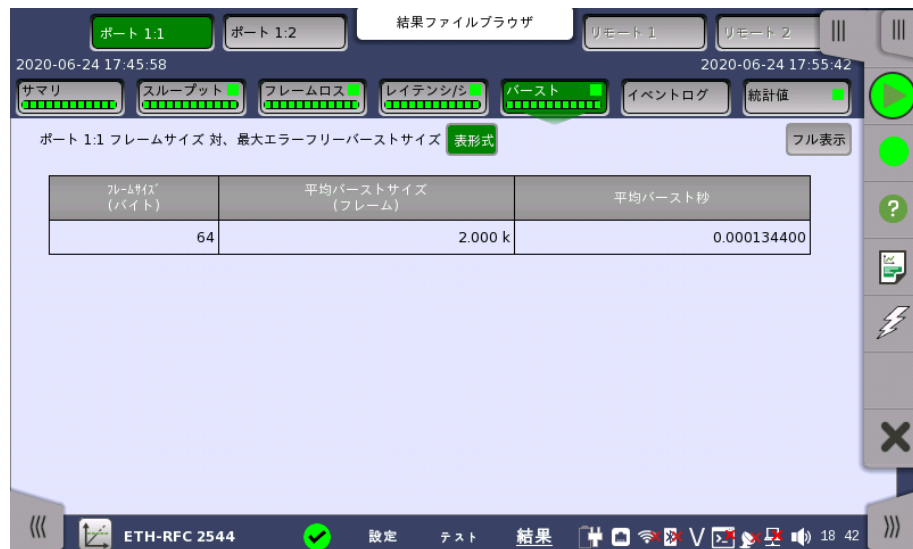 結果ファイルブラウザ
ポート 1:1
ポート 1:2
リモート 1
リモート 2
2020-06-24 17:45:58
2020-06-24 17:55:42
サマリ
スループット
フレームロス
レイテンシ/ジ
バースト
イベントログ
統計値
ポート 1:1 フレームサイズ 対、最大エラーフリーバーストサイズ
表形式
フル表示
フレームサイズ
(バイト)
平均バーストサイズ
(フレーム)
平均バースト秒
64
2.000 k
0.000134400
ETH-RFC 2544
設定
テスト
結果
18 42